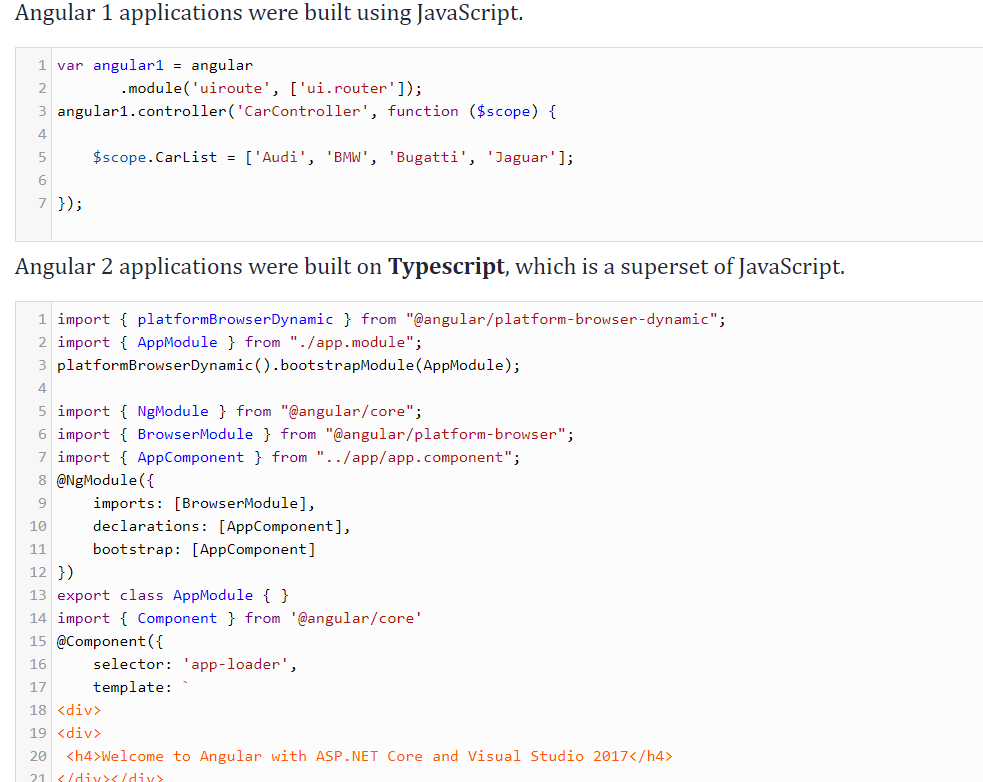 Angular 1 applications were built using JavaScript.
1 var angular1 = angular
2        .module('uiroute', ['ui.router']);
3 angular1.controller('CarController', function ($scope) {
4
5     $scope.CarList = ['Audi', 'BMW', 'Bugatti', 'Jaguar'];
6
7 });
Angular 2 applications were built on Typescript, which is a superset of JavaScript.
1 import { platformBrowserDynamic } from "@angular/platform-browser-dynamic";
2 import { AppModule } from "./app.module";
3 platformBrowserDynamic().bootstrapModule(AppModule);
4
5 import { NgModule } from "@angular/core";
6 import { BrowserModule } from "@angular/platform-browser";
7 import { AppComponent } from "../app/app.component";
8 @NgModule({
9     imports: [BrowserModule],
10     declarations: [AppComponent],
11     bootstrap: [AppComponent]
12 })
13 export class AppModule { }
14 import { Component } from '@angular/core'
15 @Component({
16     selector: 'app-loader',
17     template: `
18 <div>
19 <div>
20  <h4>Welcome to Angular with ASP.NET Core and Visual Studio 2017</h4>
21 </div></div>